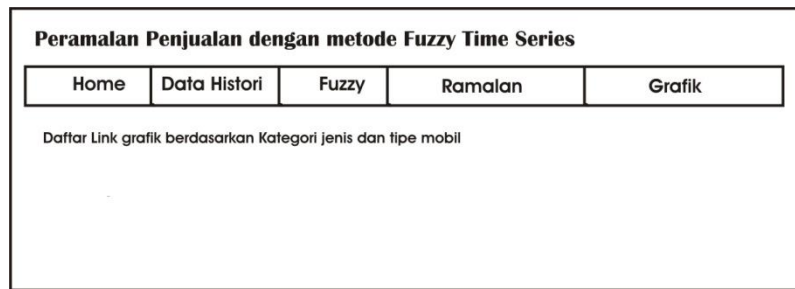 Peramalan Penjualan dengan metode Fuzzy Time Series
Home Data Histori Fuzzy Ramalan Grafik
Daftar Link grafik berdasarkan Kategori jenis dan tipe mobil